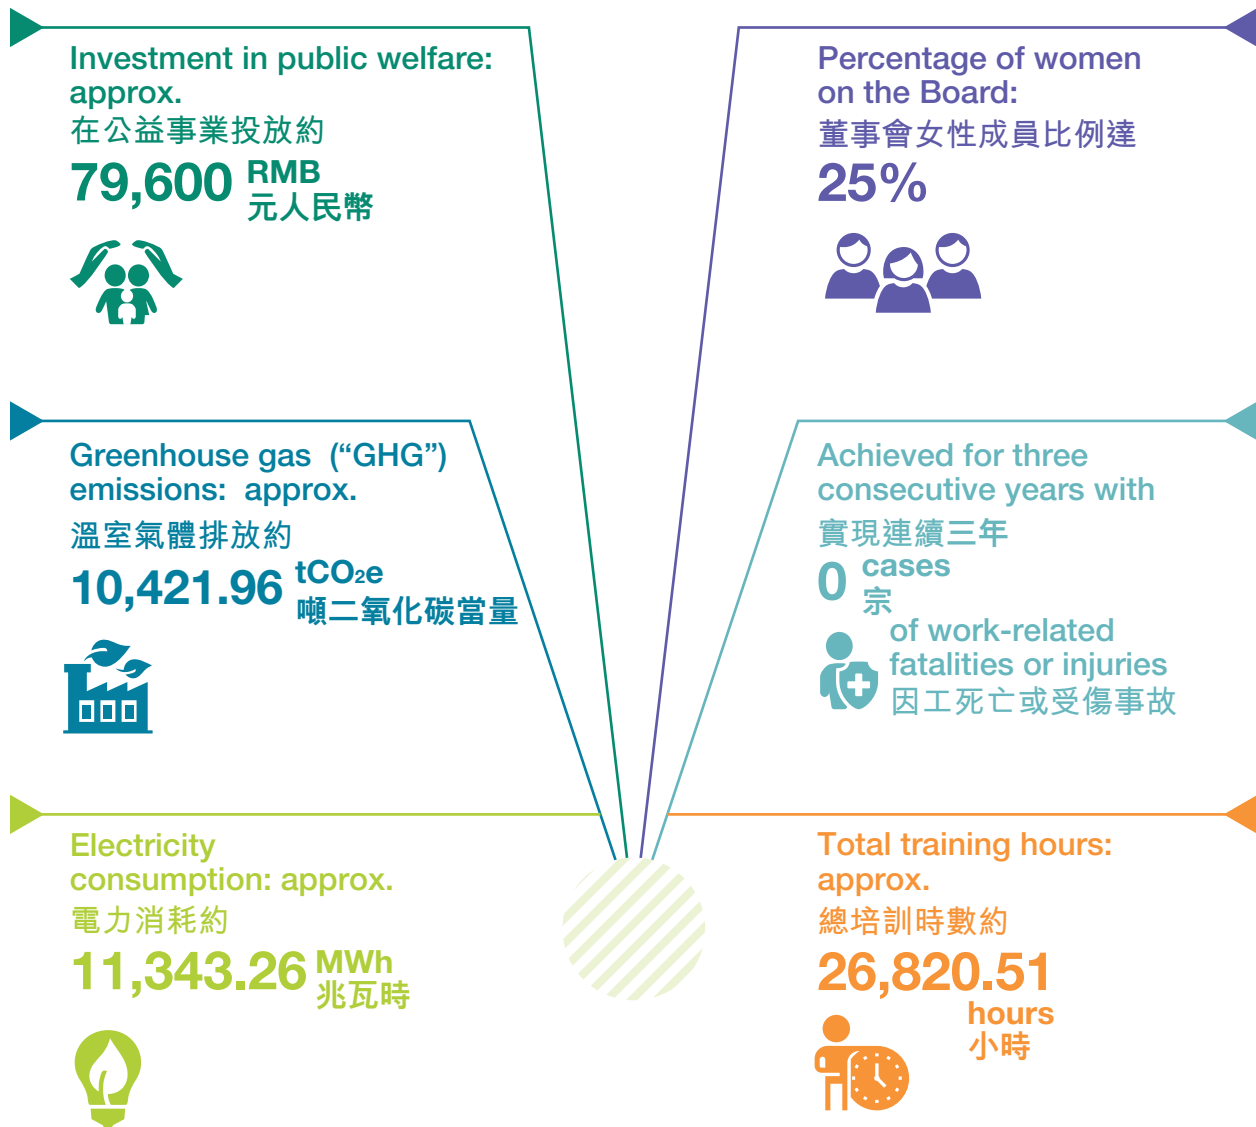 Investment in public welfare:
approx.
在公益事業投放約
79,600 RMB
元人民幣
Percentage of women
on the Board:
董事會女性成員比例達
25%
Greenhouse gas (“GHG”)
emissions: approx.
溫室氣體排放約
10,421.96 tCO₂e
噸二氧化碳當量
Achieved for three
consecutive years with
實現連續三年
0 cases
宗
of work-related
fatalities or injuries
因工死亡或受傷事故
Electricity
consumption: approx.
電力消耗約
11,343.26 MWh
兆瓦時
Total training hours:
approx.
總培訓時數約
26,820.51
hours
小時